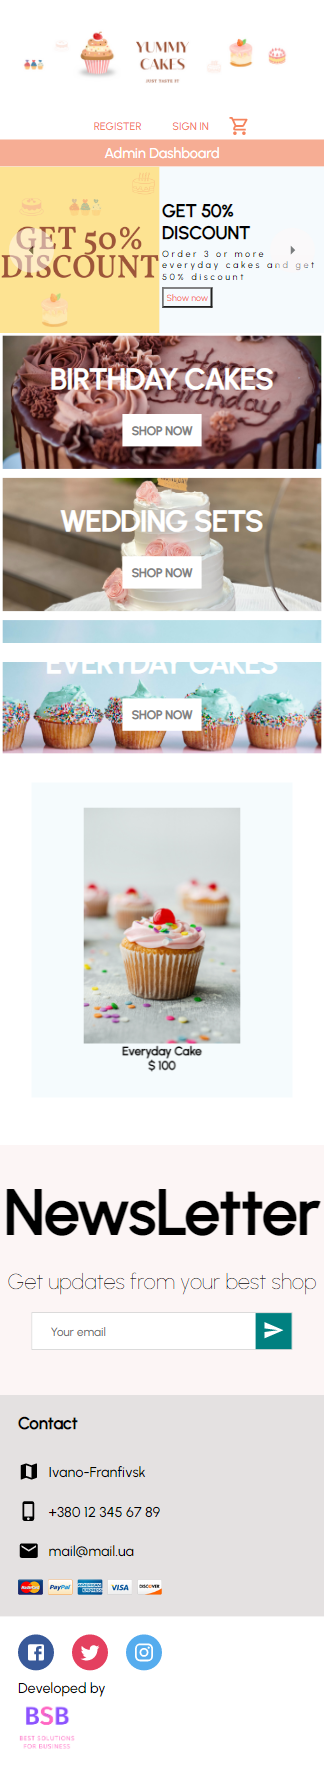 YUMMY
CAKES
JUST TASTE IT
REGISTER
SIGN IN
Admin Dashboard
GET 50%
DISCOUNT
GET 50%
DISCOUNT
Order 3 or more
everyday cakes and get
50% discount
Show now
BIRTHDAY CAKES
SHOP NOW
Happy
Birthday
WEDDING SETS
SHOP NOW
EVERYDAY CAKES
SHOP NOW
Everyday Cake
$ 100
NewsLetter
Get updates from your best shop
Your email
Contact
Ivano-Franfivsk
+380 12 345 67 89
mail@mail.ua
PayPal
VISA
DISCOVER
Developed by
BSB
BEST SOLUTIONS
FOR BUSINESS